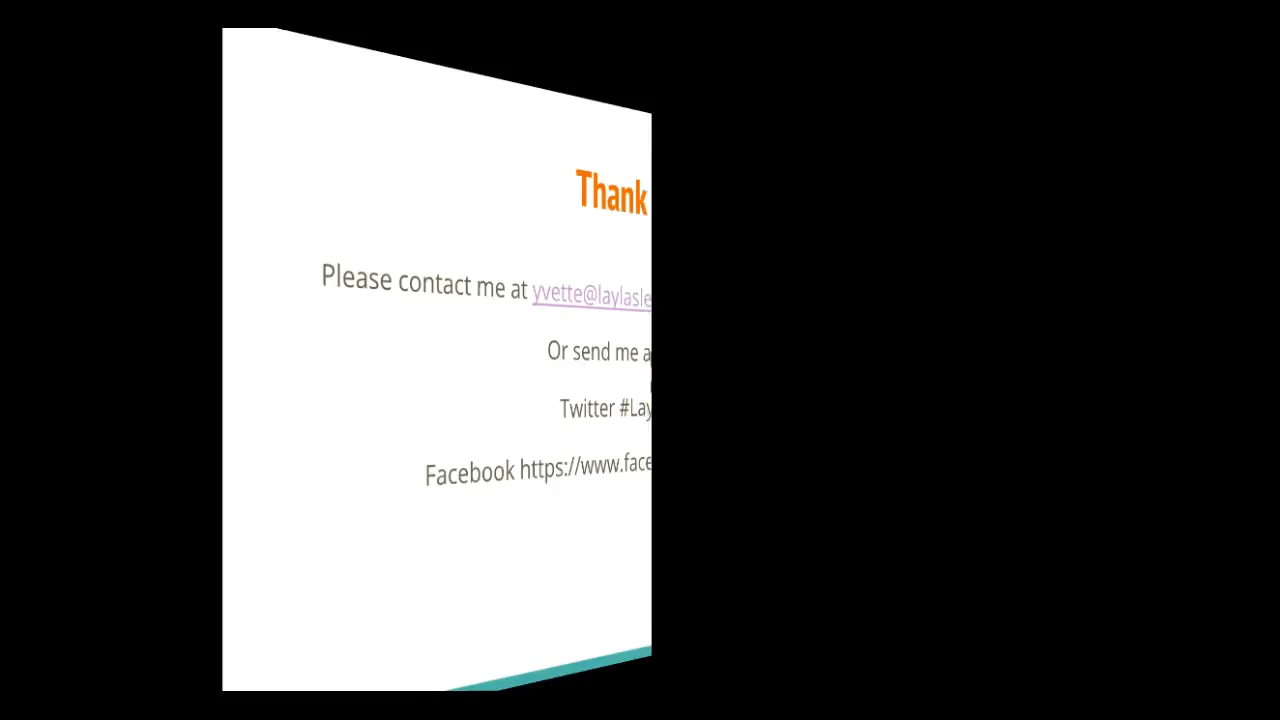 Thank
Please contact me at yvette@laylasle
Or send me a
Twitter #Lay
Facebook https://www.face